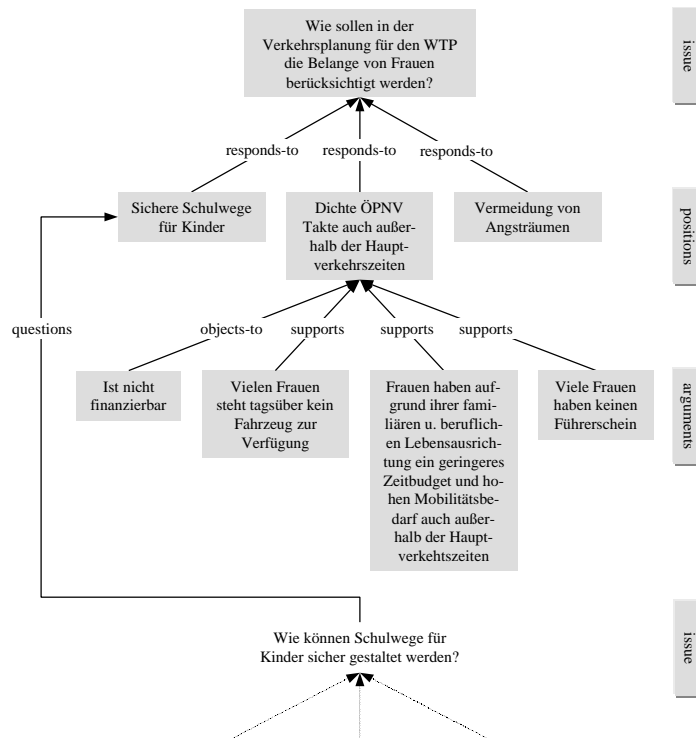 Wie sollen in der
Verkehrsplanung für den WTP
die Belange von Frauen
berücksichtigt werden?
issue
responds-to
responds-to
responds-to
Sichere Schulwege
für Kinder
Dichte ÖPNV
Takte auch außer-
halb der Haupt-
verkehrszeiten
Vermeidung von
Angsträumen
positions
questions
objects-to
supports
supports
supports
Ist nicht
finanzierbar
Vielen Frauen
steht tagsüber kein
Fahrzeug zur
Verfügung
Frauen haben auf-
grund ihrer fami-
liären u. beruflich-
en Lebensausrich-
tung ein geringeres
Zeitbudget und ho-
hen Mobilitätsbe-
darf auch außer-
halb der Haupt-
verkehtszeiten
Viele Frauen
haben keinen
Führerschein
arguments
Wie können Schulwege für
Kinder sicher gestaltet werden?
issue